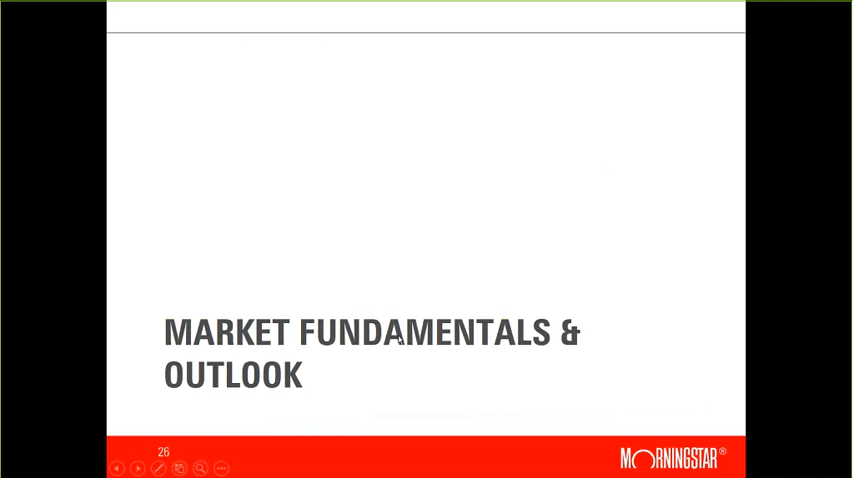 MARKET FUNDAMENTALS &
OUTLOOK
26
MORNINGSTAR®